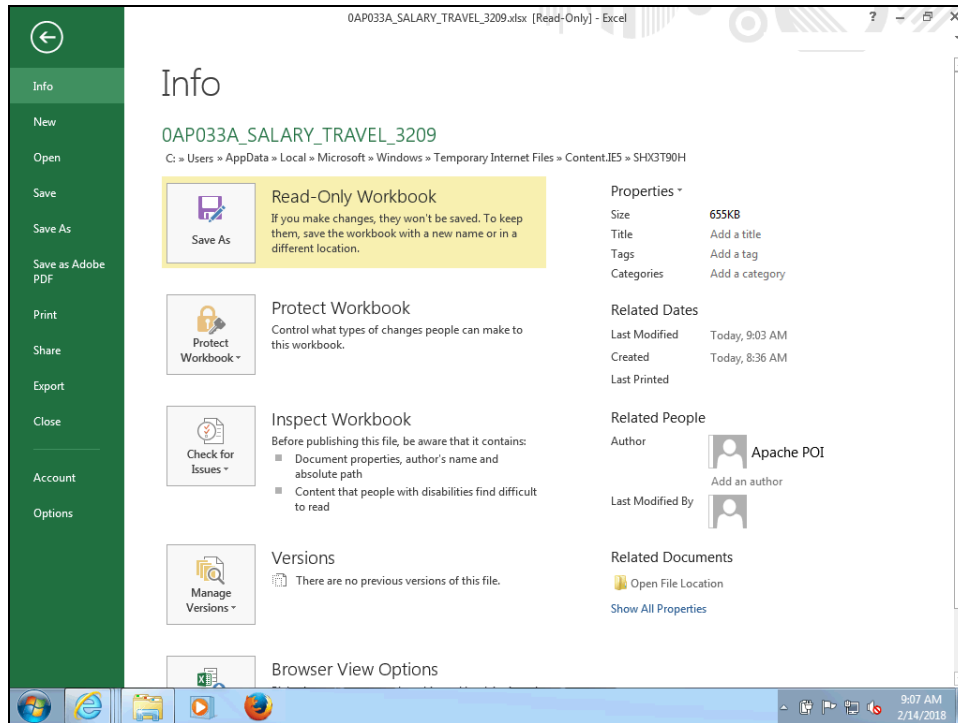 0AP033A_SALARY_TRAVEL_3209.xlsx [Read-Only] - Excel
?
Info
New
Open
Save
Save As
Save as Adobe
PDF
Print
Share
Export
Close
Account
Options
Info
0AP033A_SALARY_TRAVEL_3209
C: » Users » AppData » Local » Microsoft » Windows » Temporary Internet Files » Content.IE5 » SHX3T90H
Save As
Read-Only Workbook
If you make changes, they won't be saved. To keep
them, save the workbook with a new name or in a
different location.
Protect
Workbook
Protect Workbook
Control what types of changes people can make to
this workbook.
Check for
Issues
Inspect Workbook
Before publishing this file, be aware that it contains:
Document properties, author's name and
absolute path
Content that people with disabilities find difficult
to read
Manage
Versions
Versions
There are no previous versions of this file.
Browser View Options
Properties
Size 655KB
Title Add a title
Tags Add a tag
Categories Add a category
Related Dates
Last Modified Today, 9:03 AM
Created Today, 8:36 AM
Last Printed
Related People
Author Apache POI
Add an author
Last Modified By
Related Documents
Open File Location
Show All Properties
9:07 AM
2/14/2018